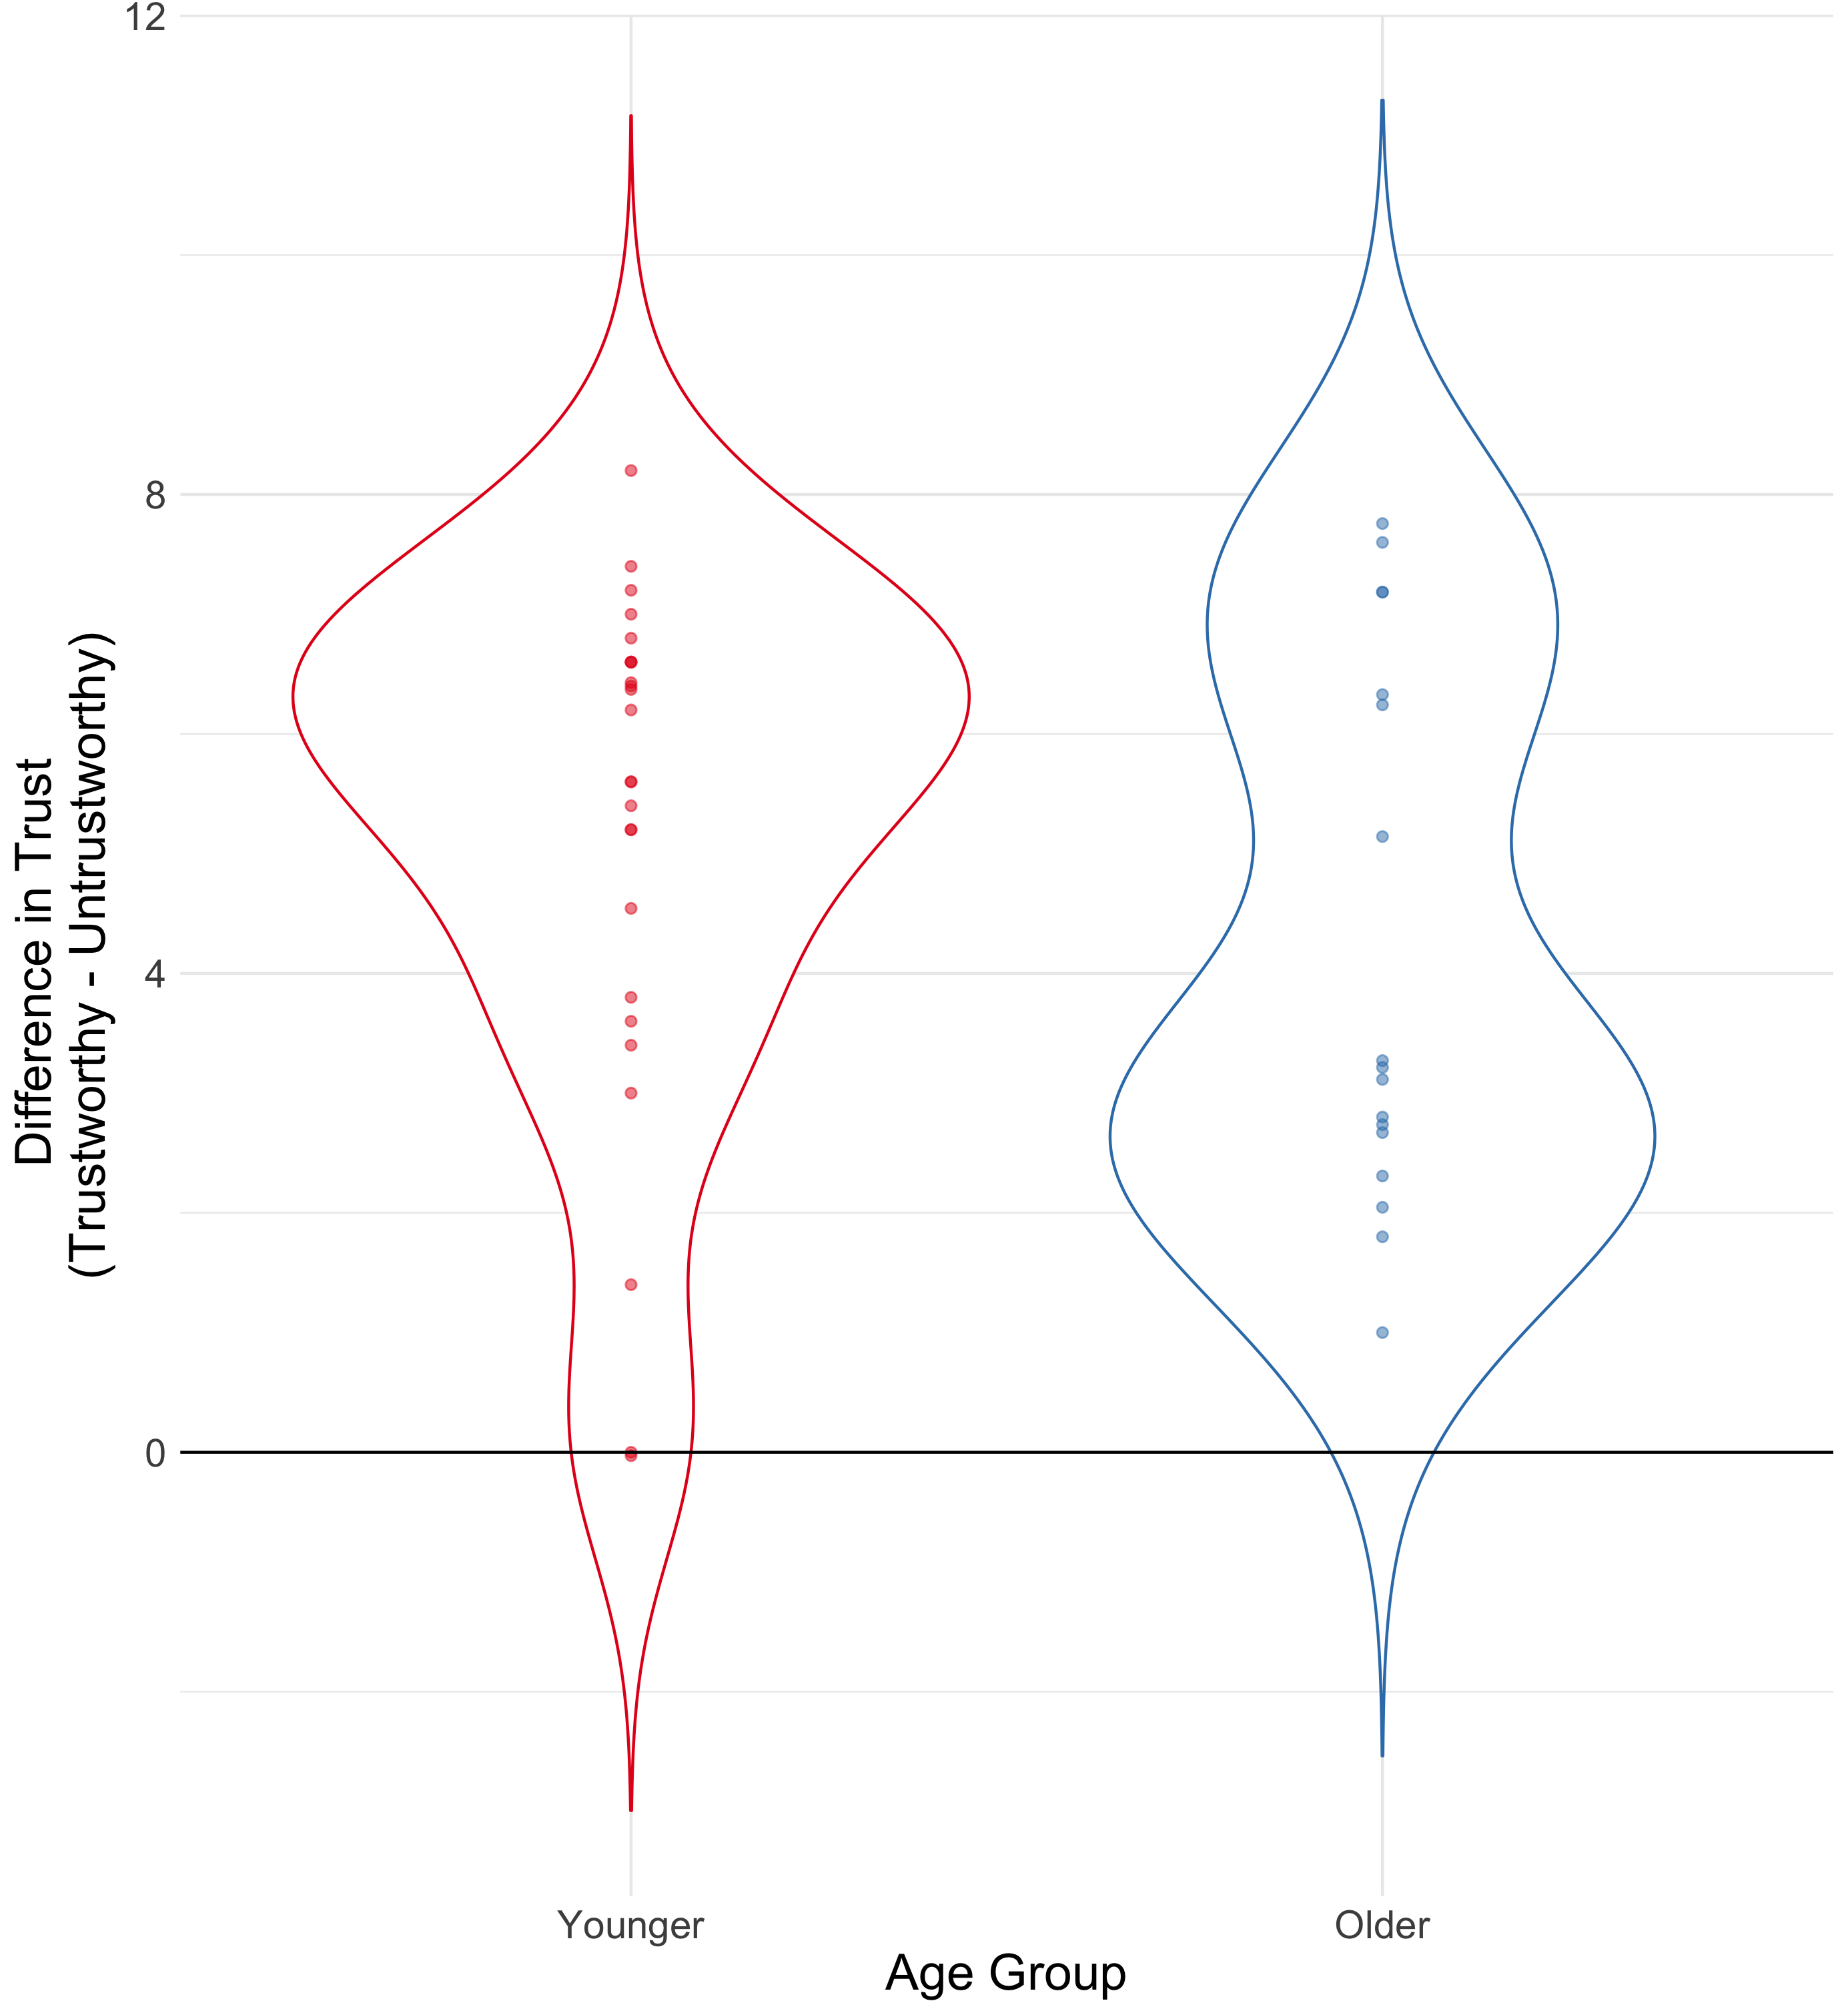 Difference in Trust
(Trustworthy - Untrustworthy)
12
8
4
0
Younger
Older
Age Group